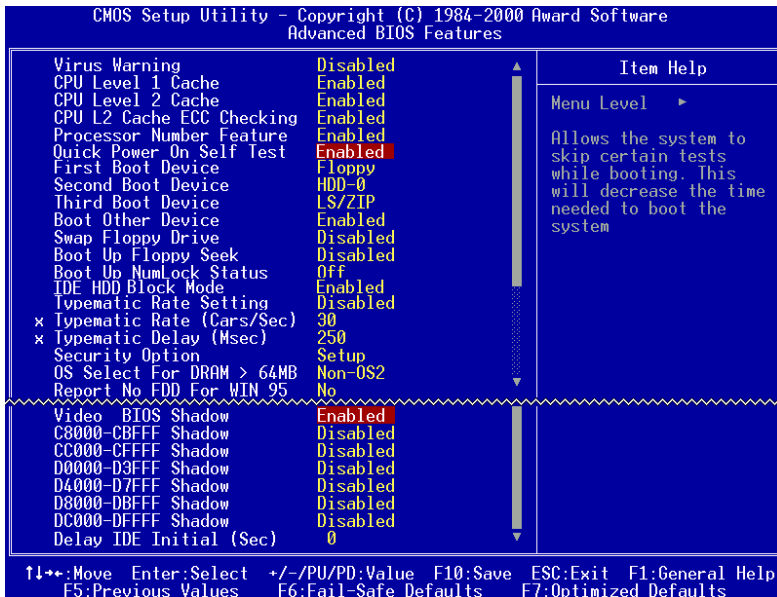 CMOS Setup Utility – Copyright (C) 1984-2000 Award Software
Advanced BIOS Features
Virus Warning Disabled
CPU Level 1 Cache Enabled
CPU Level 2 Cache Enabled
CPU L2 Cache ECC Checking Enabled
Processor Number Feature Enabled
Quick Power On Self Test Enabled
First Boot Device Floppy
Second Boot Device HDD-0
Third Boot Device LS/ZIP
Boot Other Device Enabled
Swap Floppy Drive Disabled
Boot Up Floppy Seek Disabled
Boot Up NumLock Status Off
IDE HDD Block Mode Enabled
Typematic Rate Setting Disabled
x Typematic Rate (Cars/Sec) 30
x Typematic Delay (Msec) 250
Security Option Setup
OS Select For DRAM > 64MB Non-OS2
Report No FDD For WIN 95 No
Video BIOS Shadow Enabled
C8000-CBFFF Shadow Disabled
CC000-CFFFF Shadow Disabled
D0000-D3FFF Shadow Disabled
D4000-D7FFF Shadow Disabled
D8000-DBFFF Shadow Disabled
DC000-DFFFF Shadow Disabled
Delay IDE Initial (Sec) 0
Item Help
Menu Level ►
Allows the system to
skip certain tests
while booting. This
will decrease the time
needed to boot the
system
↑↓→←:Move Enter:Select +/-/PU/PD:Value F10:Save ESC:Exit F1:General Help
F5:Previous Values F6:Fail-Safe Defaults F7:Optimized Defaults